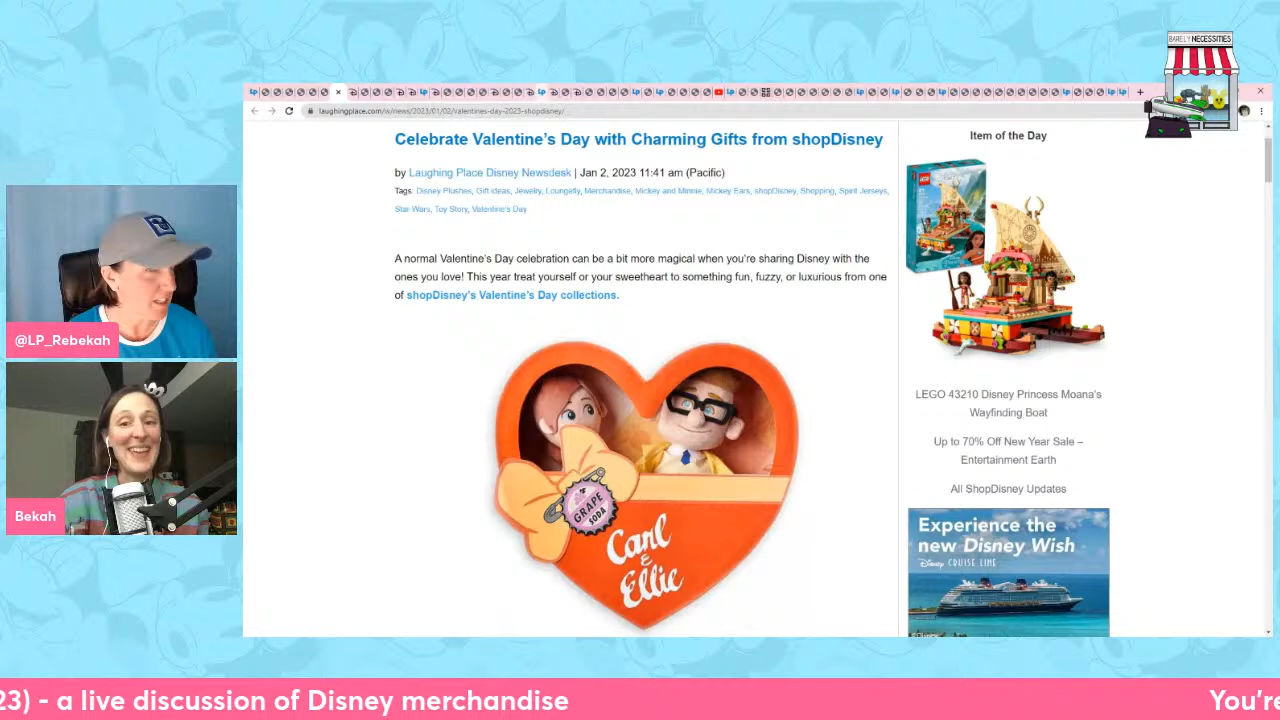 BARELY NECESSITIES
laughingplace.com/w/news/2023/01/02/valentines-day-2023-shopdisney/
Celebrate Valentine's Day with Charming Gifts from shopDisney
by Laughing Place Disney Newsdesk | Jan 2, 2023 11:41 am (Pacific)
Tags: Disney Plushes, Gift Ideas, Jewelry, Loungefly, Merchandise, Mickey and Minnie, Mickey Ears, shopDisney, Shopping, Spirit Jerseys,
Star Wars, Toy Story, Valentine's Day
A normal Valentine's Day celebration can be a bit more magical when you're sharing Disney with the
ones you love! This year treat yourself or your sweetheart to something fun, fuzzy, or luxurious from one
of shopDisney's Valentine's Day collections.
GRAPE
SODA
Carl
&
Ellie
Item of the Day
LEGO
LEGO 43210 Disney Princess Moana's
Wayfinding Boat
Up to 70% Off New Year Sale –
Entertainment Earth
All ShopDisney Updates
Experience the
new Disney Wish
Disney CRUISE LINE
@LP_Rebekah
Bekah
23) - a live discussion of Disney merchandise
You're